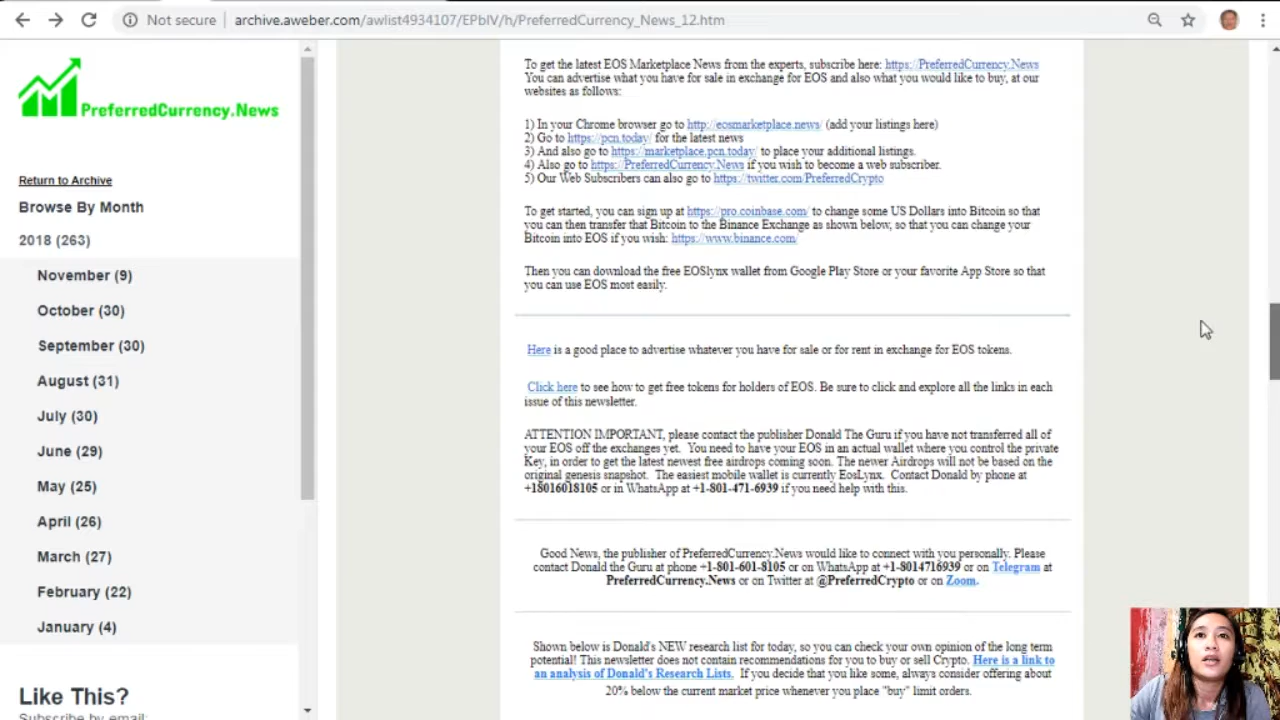 Not secure
archive.aweber.com/awlist4934107/EPbIV/h/PreferredCurrency_News_12.htm
PreferredCurrency.News
Return to Archive
Browse By Month
2018 (263)
November (9)
October (30)
September (30)
August (31)
July (30)
June (29)
May (25)
April (26)
March (27)
February (22)
January (4)
Like This?
Subscribe by email:
To get the latest EOS Marketplace News from the experts, subscribe here: https://PreferredCurrency.News
You can advertise what you have for sale in exchange for EOS and also what you would like to buy, at our
websites as follows:
1) In your Chrome browser go to http://eosmarketplace.news/ (add your listings here)
2) Go to https://pcn.today/ for the latest news
3) And also go to https://marketplace.pcn.today/ to place your additional listings.
4) Also go to https://PreferredCurrency.News if you wish to become a web subscriber.
5) Our Web Subscribers can also go to https://twitter.com/PreferredCrypto
To get started, you can sign up at https://pro.coinbase.com/ to change some US Dollars into Bitcoin so that
you can then transfer that Bitcoin to the Binance Exchange as shown below, so that you can change your
Bitcoin into EOS if you wish: https://www.binance.com/
Then you can download the free EOSlynx wallet from Google Play Store or your favorite App Store so that
you can use EOS most easily.
Here is a good place to advertise whatever you have for sale or for rent in exchange for EOS tokens.
Click here to see how to get free tokens for holders of EOS. Be sure to click and explore all the links in each
issue of this newsletter.
ATTENTION IMPORTANT, please contact the publisher Donald The Guru if you have not transferred all of
your EOS off the exchanges yet. You need to have your EOS in an actual wallet where you control the private
Key, in order to get the latest newest free airdrops coming soon. The newer Airdrops will not be based on the
original genesis snapshot. The easiest mobile wallet is currently EosLynx. Contact Donald by phone at
+18016018105 or in WhatsApp at +1-801-471-6939 if you need help with this.
Good News, the publisher of PreferredCurrency.News would like to connect with you personally. Please
contact Donald the Guru at phone +1-801-601-8105 or on WhatsApp at +1-8014716939 or on Telegram at
PreferredCurrency.News or on Twitter at @PreferredCrypto or on Zoom.
Shown below is Donald's NEW research list for today, so you can check your own opinion of the long term
potential! This newsletter does not contain recommendations for you to buy or sell Crypto. Here is a link to
an analysis of Donald's Research Lists. If you decide that you like some, always consider offering about
20% below the current market price whenever you place "buy" limit orders.